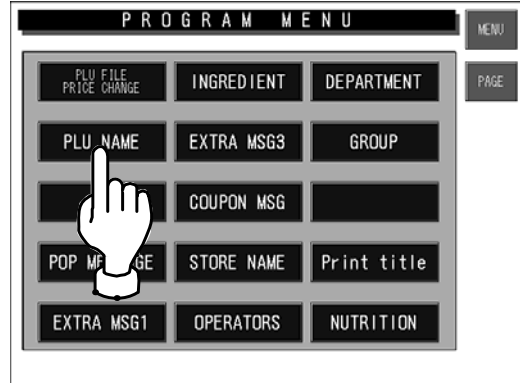 PROGRAM MENU
MENU
PLU FILE
PRICE CHANGE
INGREDIENT
DEPARTMENT
PAGE
PLU NAME
EXTRA MSG3
GROUP
COUPON MSG
POP
STORE NAME
Print title
EXTRA MSG1
OPERATORS
NUTRITION